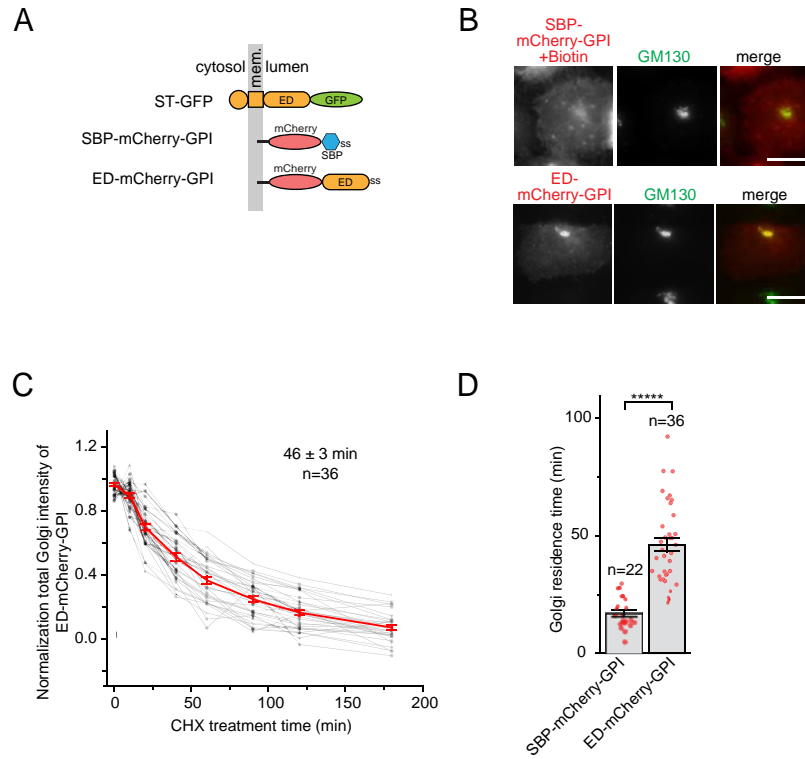 A
cytosol
mem.
lumen
ST-GFP
ED
GFP
SBP-mCherry-GPI
mCherry
SBP
ss
ED-mCherry-GPI
mCherry
ED
ss
B
SBP-
mCherry-GPI
+Biotin
GM130
merge
ED-
mCherry-GPI
GM130
merge
C
Normalization total Golgi intensity of
ED-mCherry-GPI
1.2
0.8
0.4
0.0
46 ± 3 min
n=36
0
50
100
150
200
CHX treatment time (min)
D
Golgi residence time (min)
100
50
0
*****
n=36
n=22
SBP-mCherry-GPI
ED-mCherry-GPI